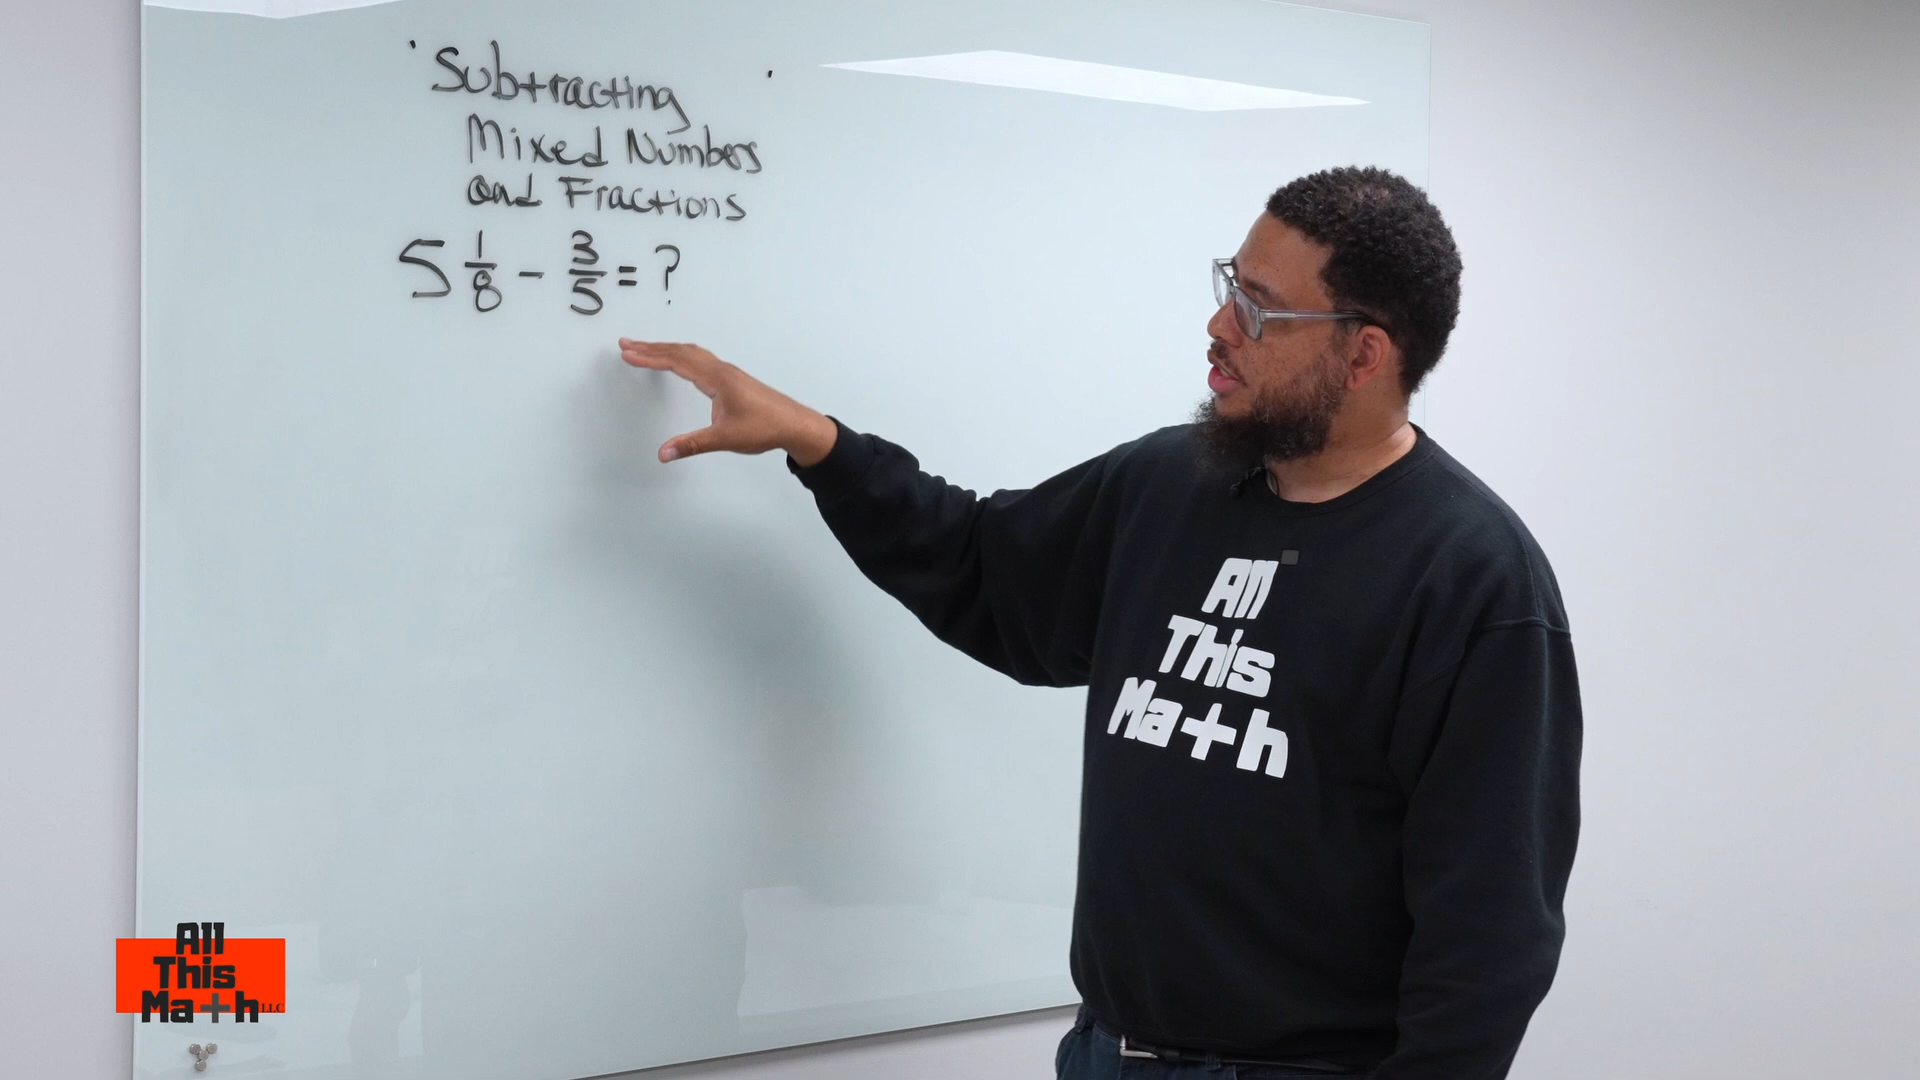 Subtracting
Mixed Numbers
and Fractions
5 1/8 - 3/5 = ?
All
This
Ma+h
All
This
Ma+h LLC